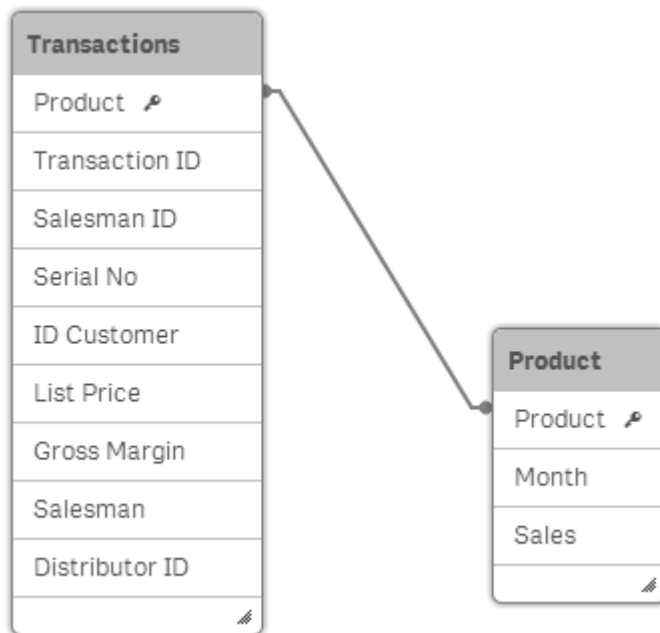 Transactions
Product
Transaction ID
Salesman ID
Serial No
ID Customer
List Price
Gross Margin
Salesman
Distributor ID
Product
Product
Month
Sales